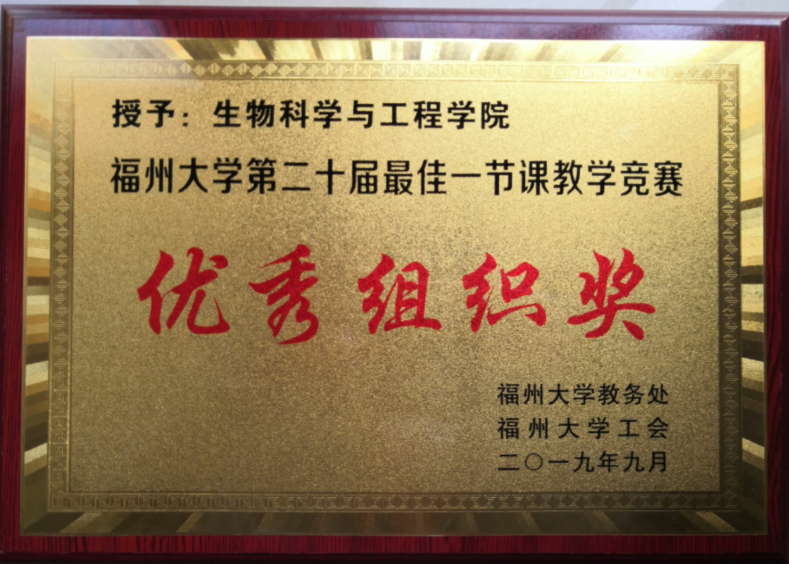 授予：生物科学与工程学院
福州大学第二十届最佳一节课教学竞赛
优秀组织奖
福州大学教务处
福州大学工会
二〇一九年九月